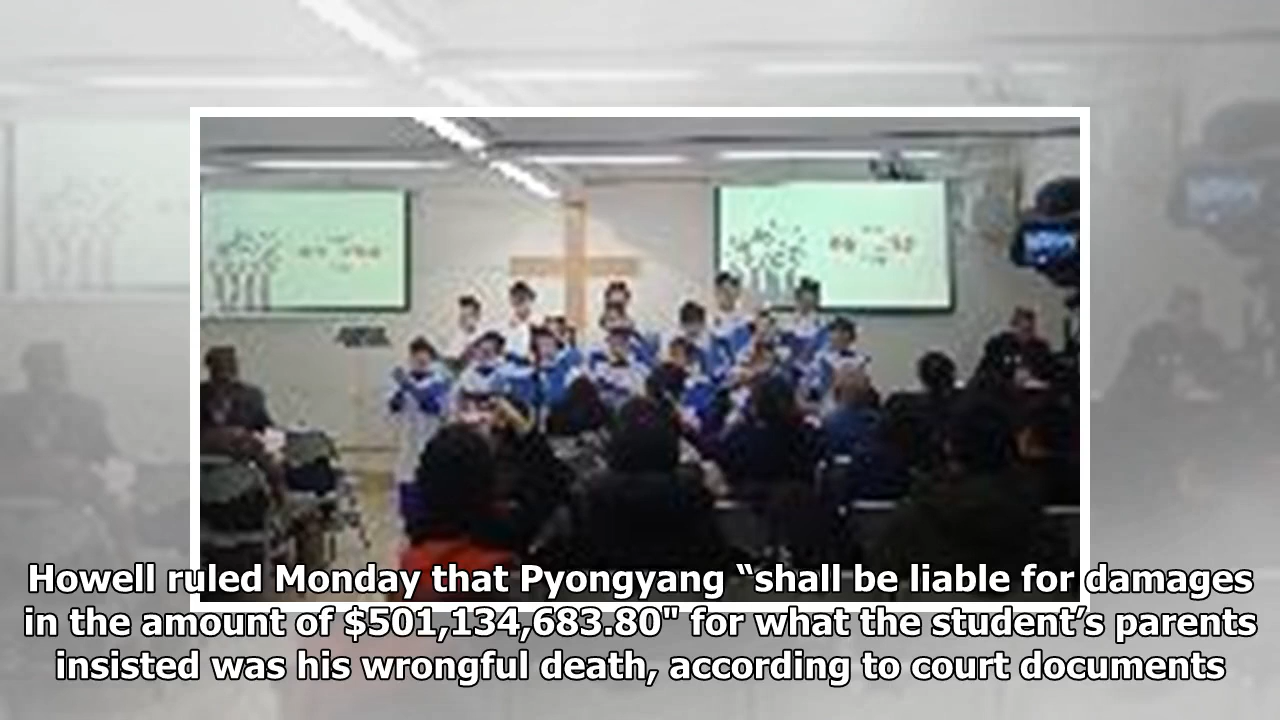 Howell ruled Monday that Pyongyang “shall be liable for damages
in the amount of $501,134,683.80" for what the student’s parents
insisted was his wrongful death, according to court documents